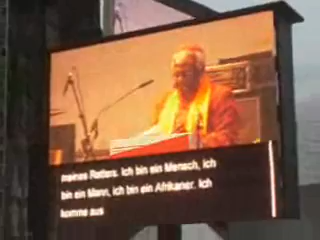 meines Retters. Ich bin ein Mensch, ich
bin ein Mann, ich bin ein Afrikaner. Ich
komme aus